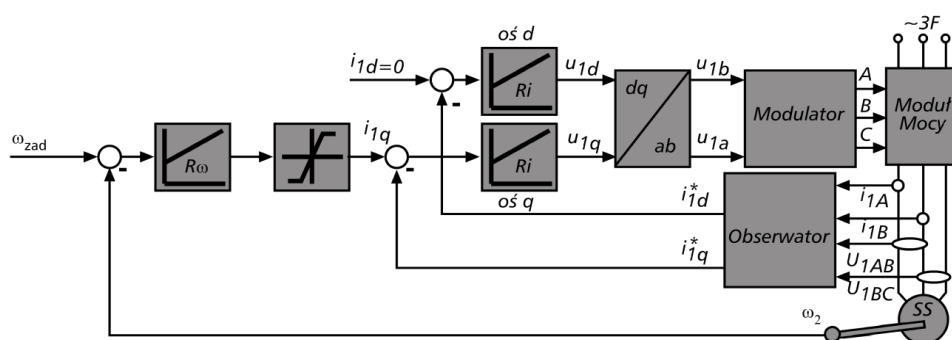 ~3F
oś d
i1d=0
Ri
u1d
dq
ab
u1b
Modulator
A
B
C
Moduł
Mocy
ωzad
Rω
i1q
Ri
u1q
u1a
oś q
i*1d
i*1q
Obserwator
i1A
i1B
U1AB
U1BC
SS
ω2
-
-
-